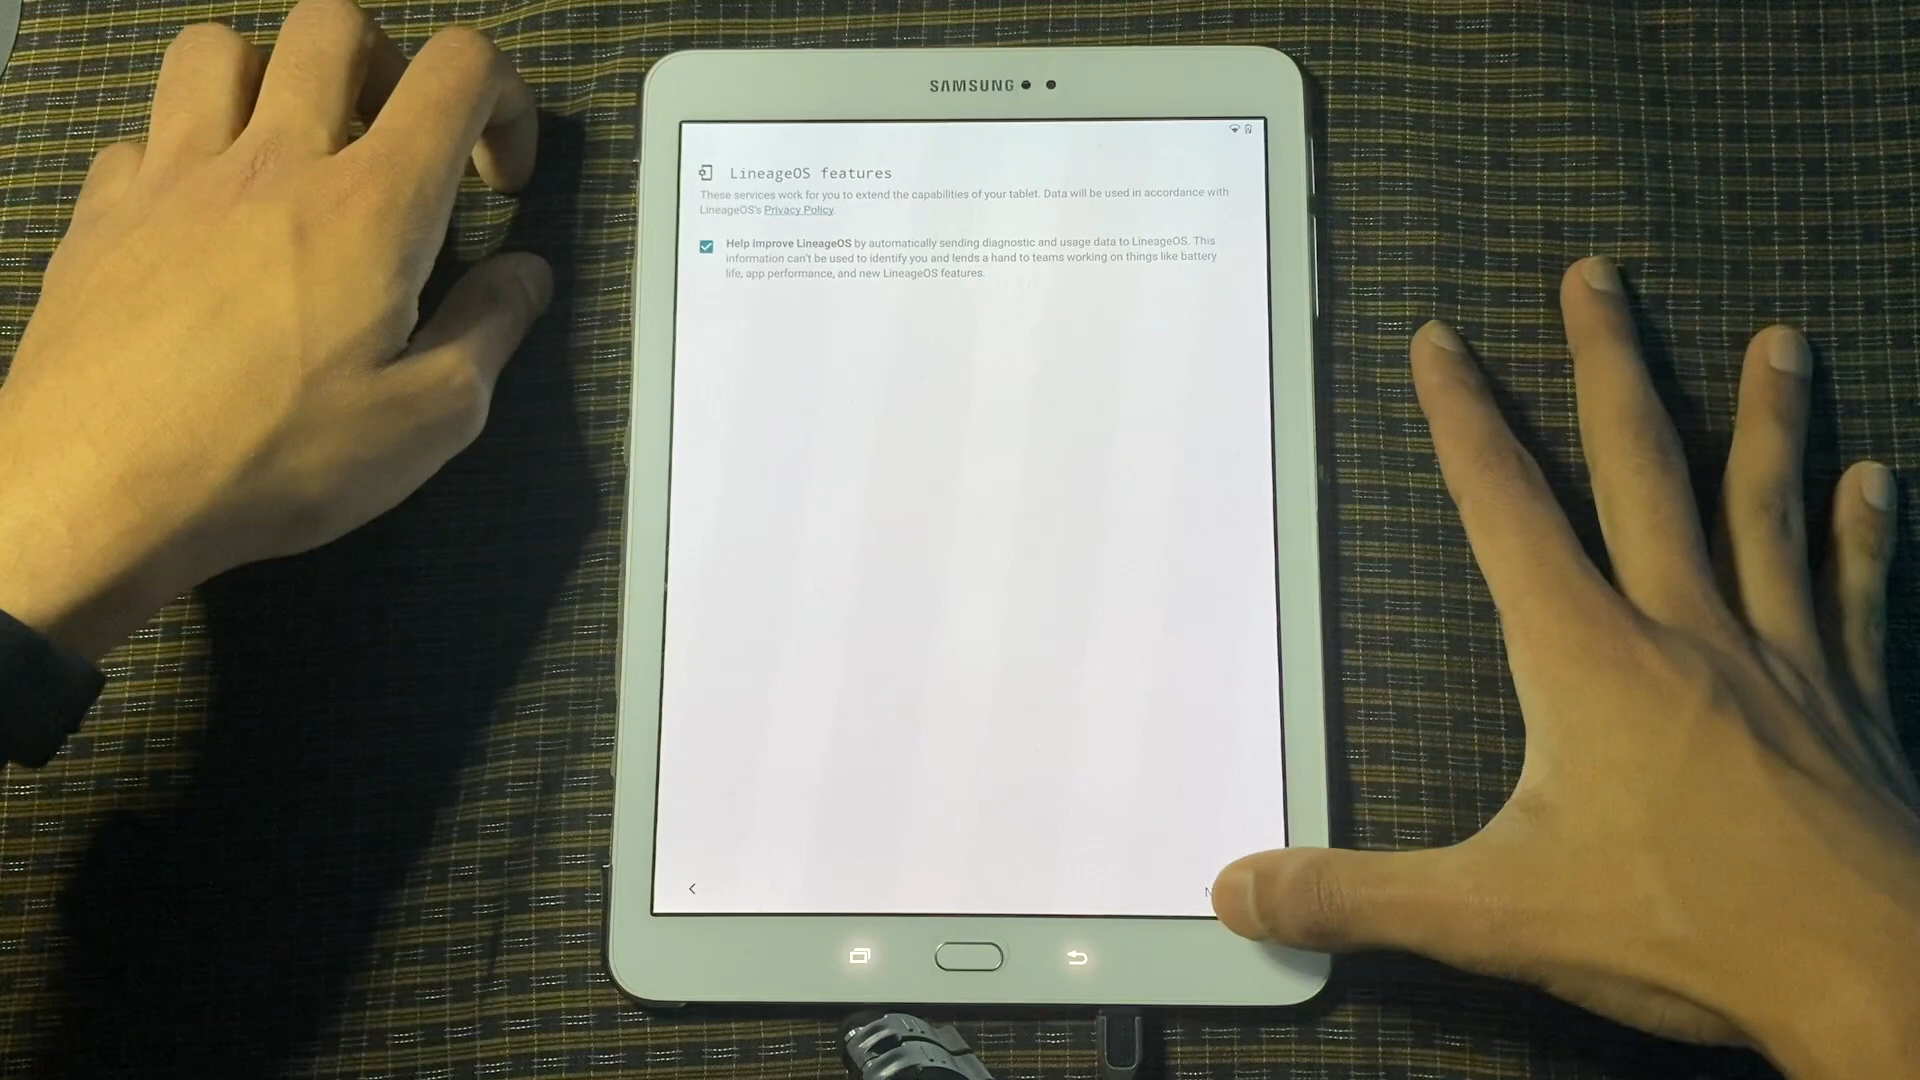 SAMSUNG
LineageOS features
These services work for you to extend the capabilities of your tablet. Data will be used in accordance with
LineageOS's Privacy Policy.
Help improve LineageOS by automatically sending diagnostic and usage data to LineageOS. This
information can't be used to identify you and lends a hand to teams working on things like battery
life, app performance, and new LineageOS features.